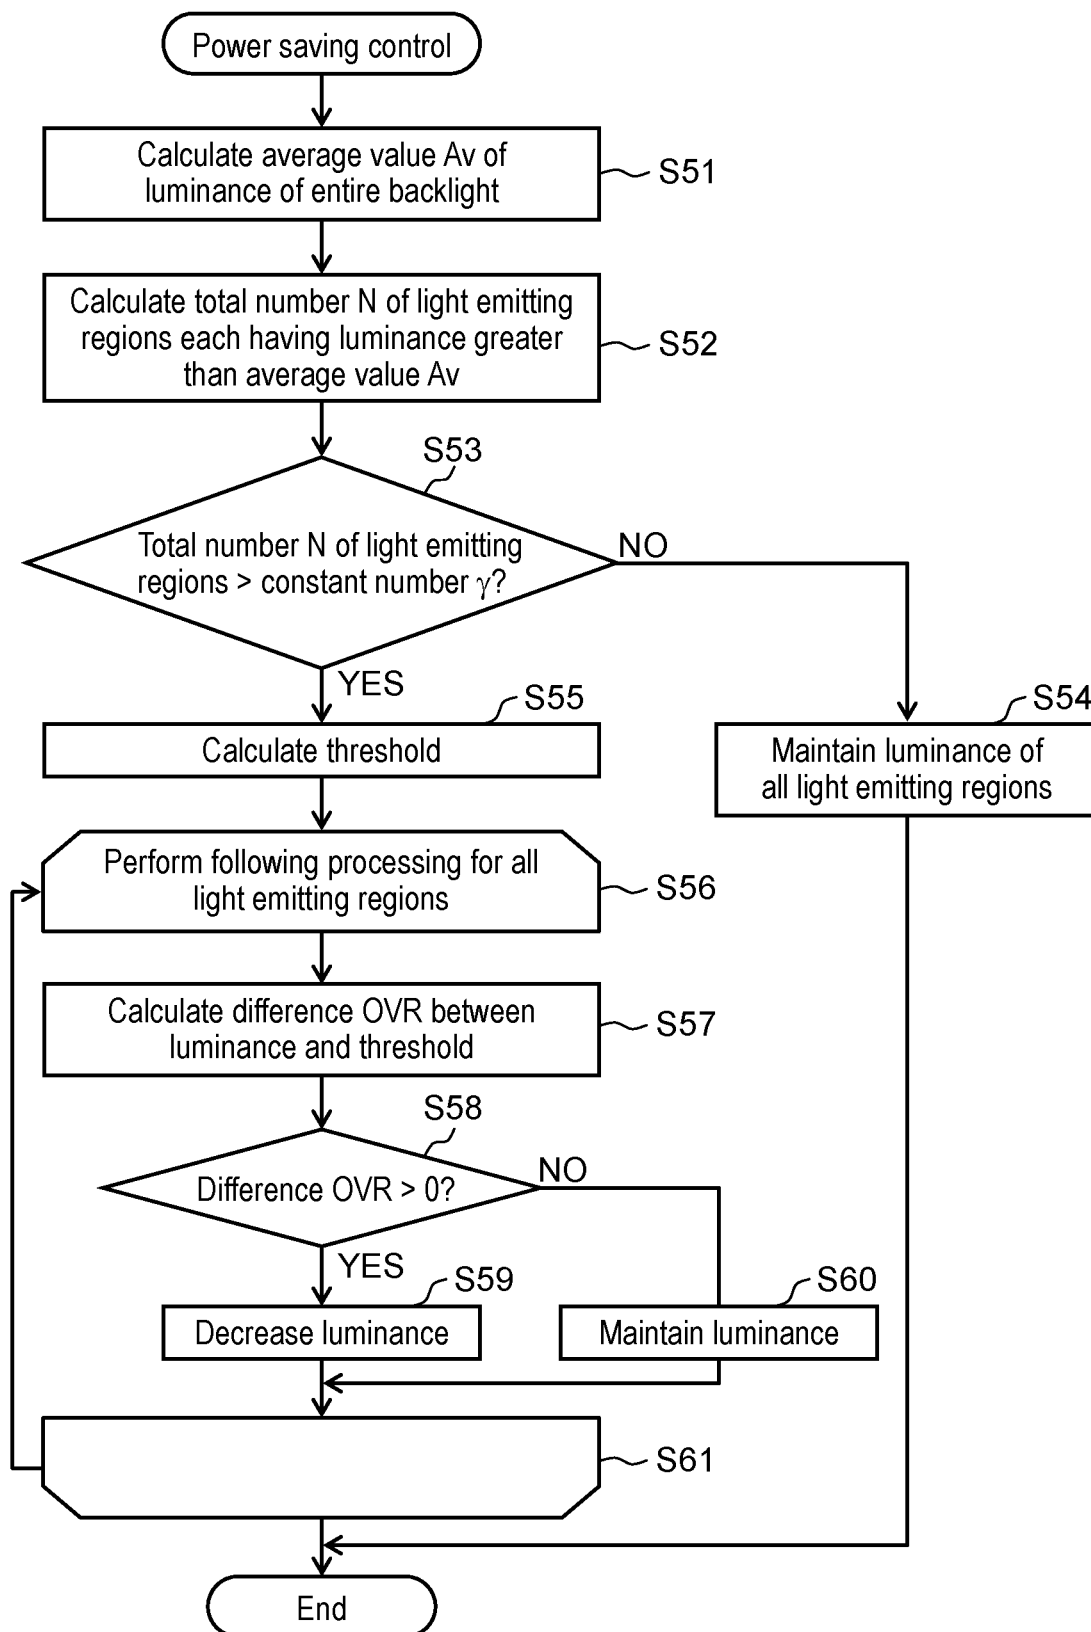 Power saving control
Calculate average value Av of
luminance of entire backlight
S51
Calculate total number N of light emitting
regions each having luminance greater
than average value Av
S52
S53
Total number N of light emitting
regions > constant number γ?
NO
YES
S55
Calculate threshold
S54
Maintain luminance of
all light emitting regions
Perform following processing for all
light emitting regions
S56
Calculate difference OVR between
luminance and threshold
S57
S58
Difference OVR > 0?
NO
YES
S59
Decrease luminance
S60
Maintain luminance
S61
End